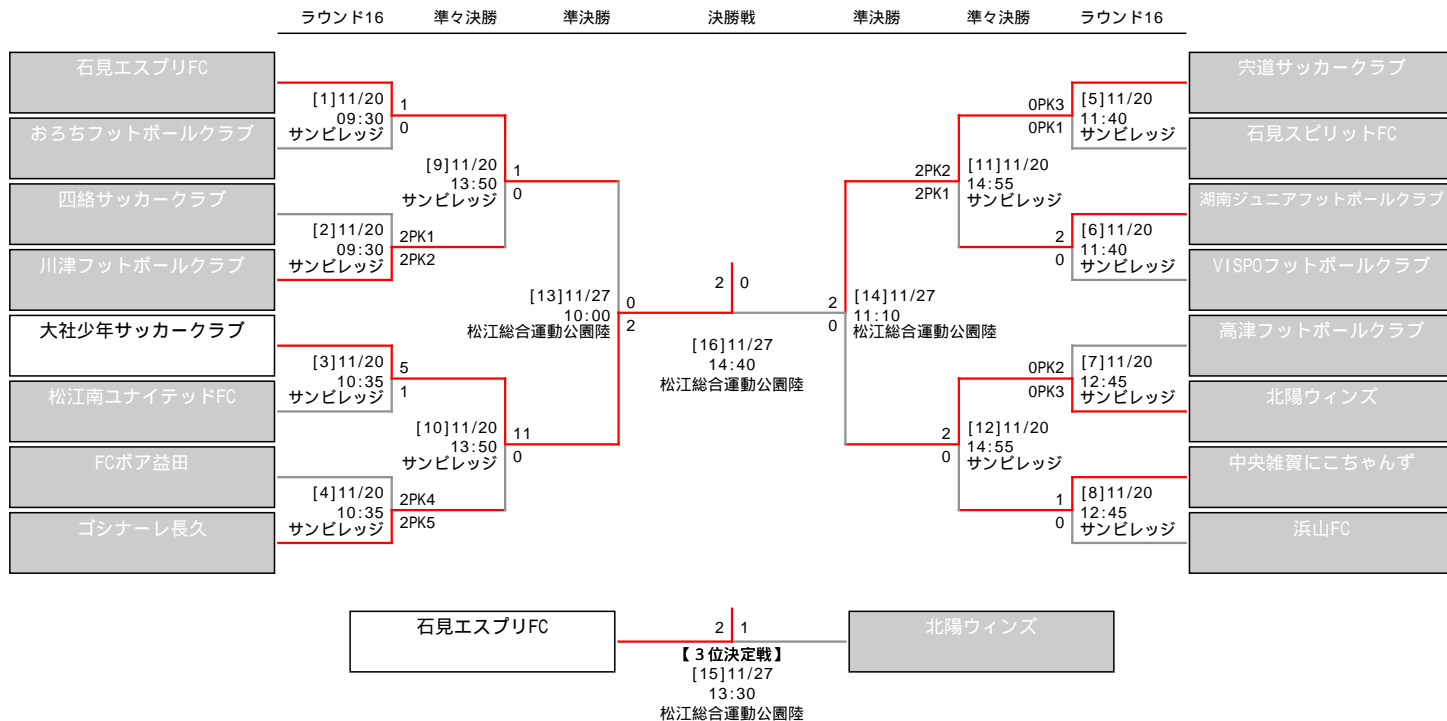 ラウンド16 準々決勝 準決勝 決勝戦 準決勝 準々決勝 ラウンド16
石見エスプリFC
[1]11/20
09:30
サンビレッジ
1
0
おろちフットボールクラブ
[9]11/20
13:50
サンビレッジ
1
0
四絡サッカークラブ
[2]11/20
09:30
サンビレッジ
2PK1
2PK2
川津フットボールクラブ
[13]11/27
10:00
松江総合運動公園陸
0
2
大社少年サッカークラブ
[3]11/20
10:35
サンビレッジ
5
1
松江南ユナイテッドFC
[10]11/20
13:50
サンビレッジ
11
0
FCボア益田
[4]11/20
10:35
サンビレッジ
2PK4
2PK5
ゴシナーレ長久
2 0
[16]11/27
14:40
松江総合運動公園陸
宍道サッカークラブ
0PK3
0PK1
[5]11/20
11:40
サンビレッジ
石見スピリットFC
2PK2
2PK1
[11]11/20
14:55
サンビレッジ
湖南ジュニアフットボールクラブ
2
0
[6]11/20
11:40
サンビレッジ
VISPOフットボールクラブ
2
0
[14]11/27
11:10
松江総合運動公園陸
高津フットボールクラブ
0PK2
0PK3
[7]11/20
12:45
サンビレッジ
北陽ウィンズ
2
0
[12]11/20
14:55
サンビレッジ
中央雑賀にこちゃんず
1
0
[8]11/20
12:45
サンビレッジ
浜山FC
石見エスプリFC
2 1
北陽ウィンズ
【３位決定戦】
[15]11/27
13:30
松江総合運動公園陸